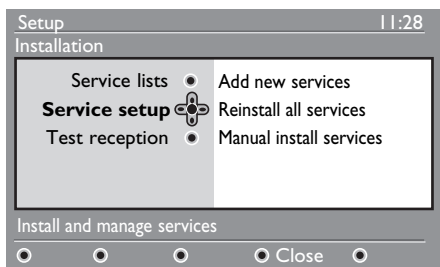 Setup 11:28
Installation
Service lists Add new services
Service setup Reinstall all services
Test reception Manual install services
Install and manage services
Close